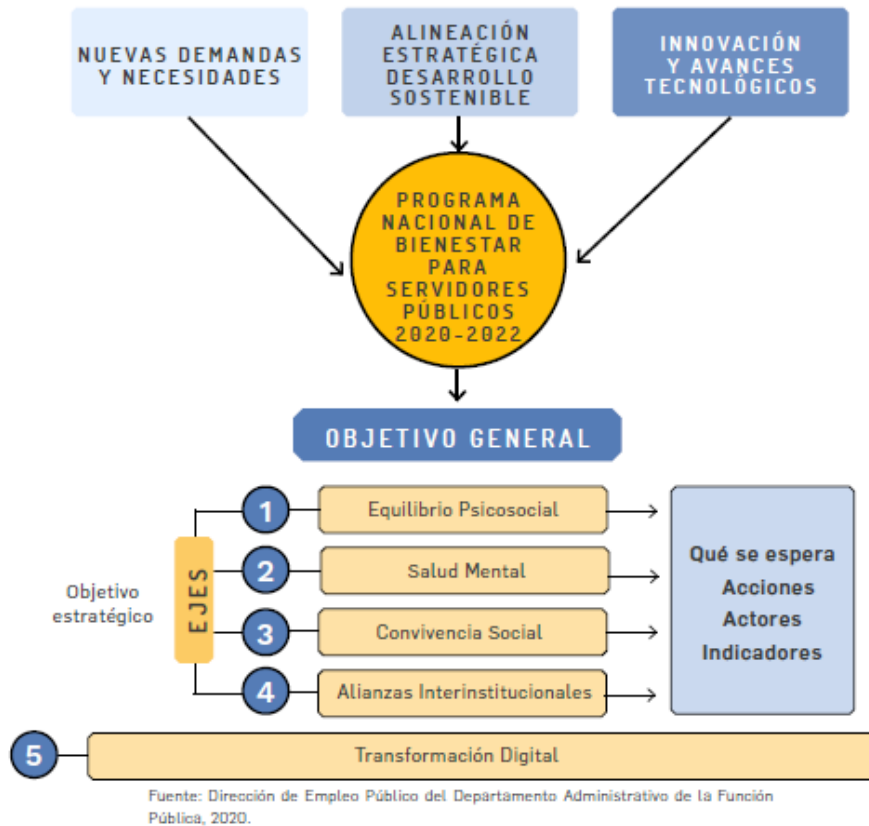 NUEVAS DEMANDAS
Y NECESIDADES
ALINEACIÓN
ESTRATÉGICA
DESARROLLO
SOSTENIBLE
INNOVACIÓN
Y AVANCES
TECNOLÓGICOS
PROGRAMA
NACIONAL DE
BIENESTAR
PARA
SERVIDORES
PÚBLICOS
2020-2022
OBJETIVO GENERAL
Objetivo
estratégico
EJES
1
Equilibrio Psicosocial
2
Salud Mental
3
Convivencia Social
4
Alianzas Interinstitucionales
Qué se espera
Acciones
Actores
Indicadores
5
Transformación Digital
Fuente: Dirección de Empleo Público del Departamento Administrativo de la Función
Pública, 2020.